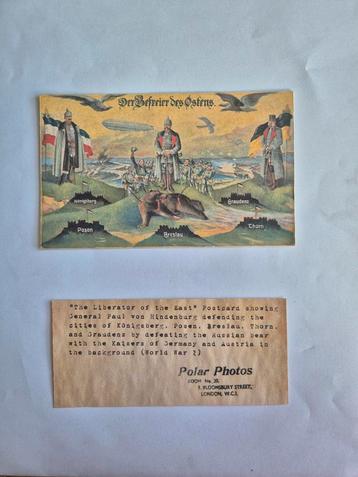 Der Befreier des Ostens.
Königsberg
Graudenz
Posen
Breslau
Thorn
"The Liberator of the East" Postcard showing
General Paul von Hindenburg defending the
cities of Königsberg, Posen, Breslau, Thorn,
and Graudenz by defeating the Russian bear
with the Kaisers of Germany and Austria in
the background (World War I)
Polar Photos
ROOM No. 20,
BLOOMSBURY STREET,
LONDON, W.C.1.